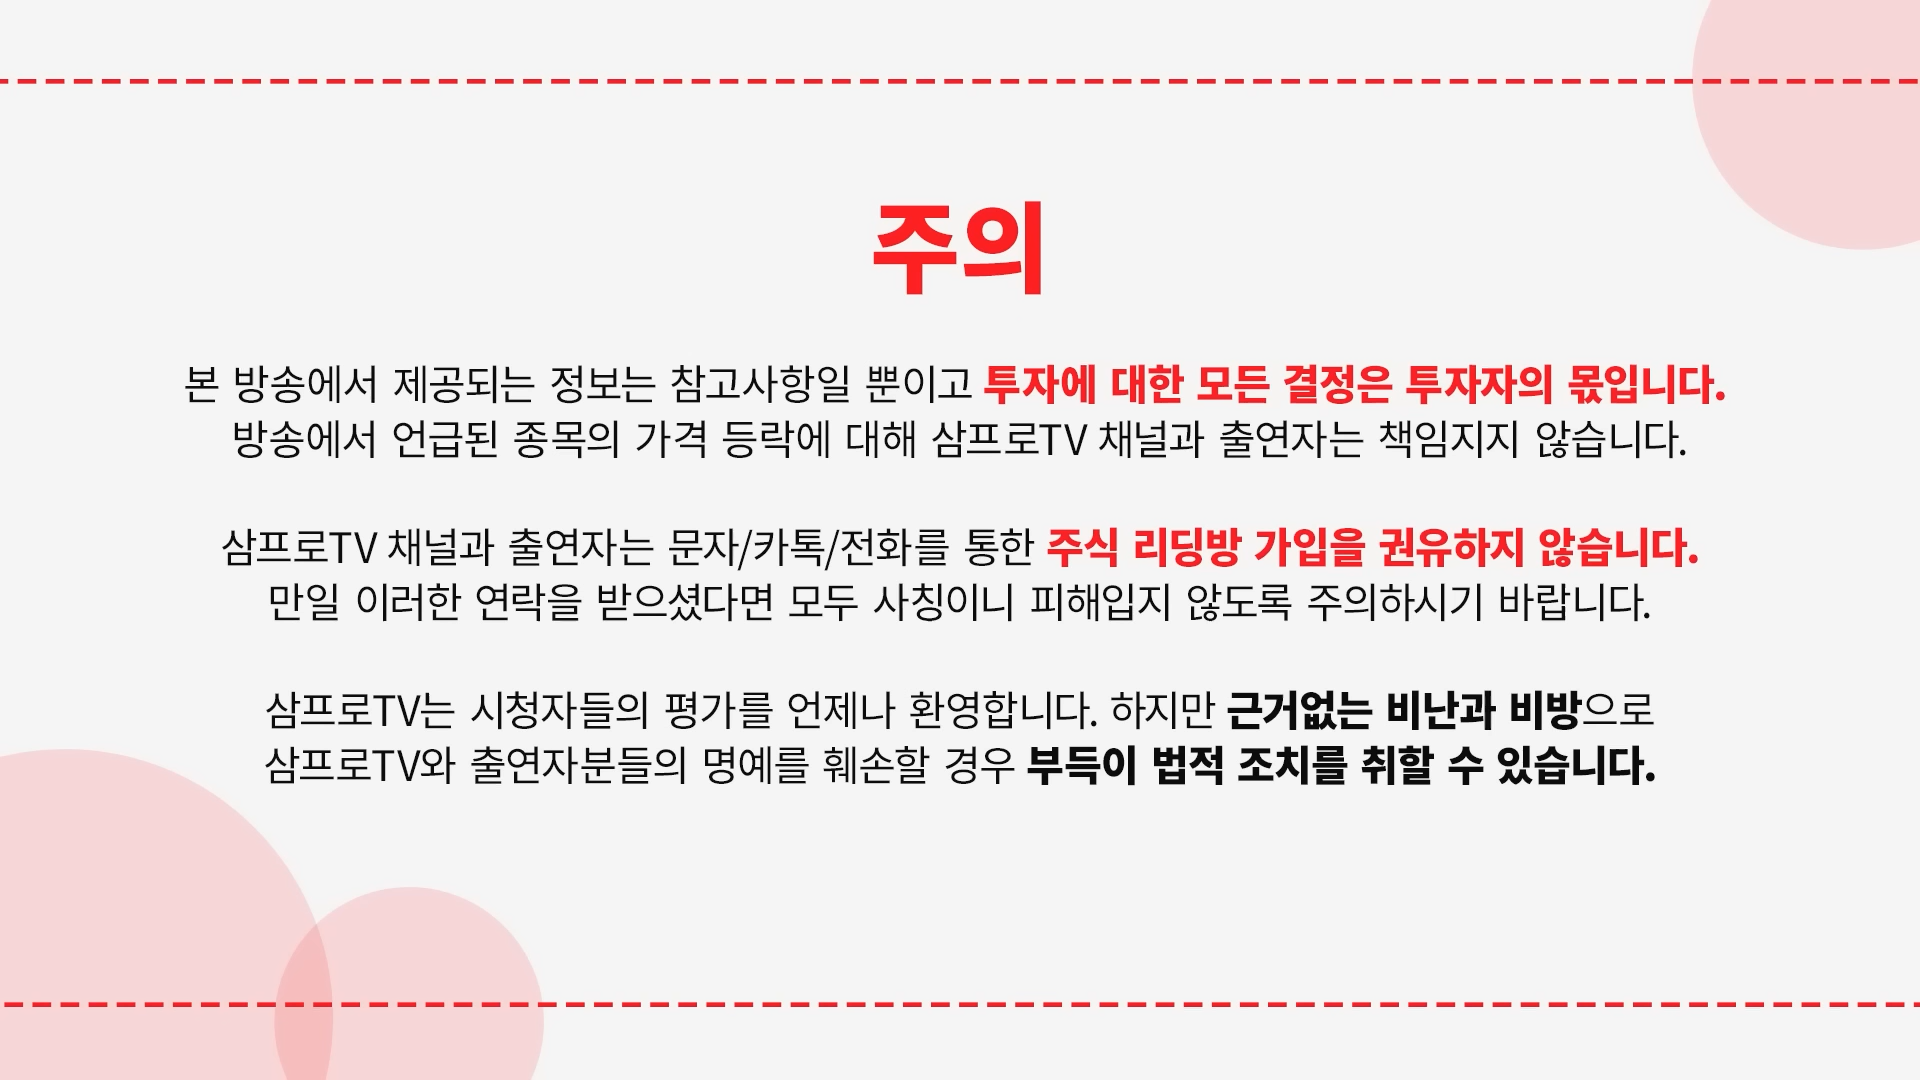 주의
본 방송에서 제공되는 정보는 참고사항일 뿐이고 투자에 대한 모든 결정은 투자자의 몫입니다.
방송에서 언급된 종목의 가격 등락에 대해 삼프로TV 채널과 출연자는 책임지지 않습니다.
삼프로TV 채널과 출연자는 문자/카톡/전화를 통한 주식 리딩방 가입을 권유하지 않습니다.
만일 이러한 연락을 받으셨다면 모두 사칭이니 피해입지 않도록 주의하시기 바랍니다.
삼프로TV는 시청자들의 평가를 언제나 환영합니다. 하지만 근거없는 비난과 비방으로
삼프로TV와 출연자분들의 명예를 훼손할 경우 부득이 법적 조치를 취할 수 있습니다.